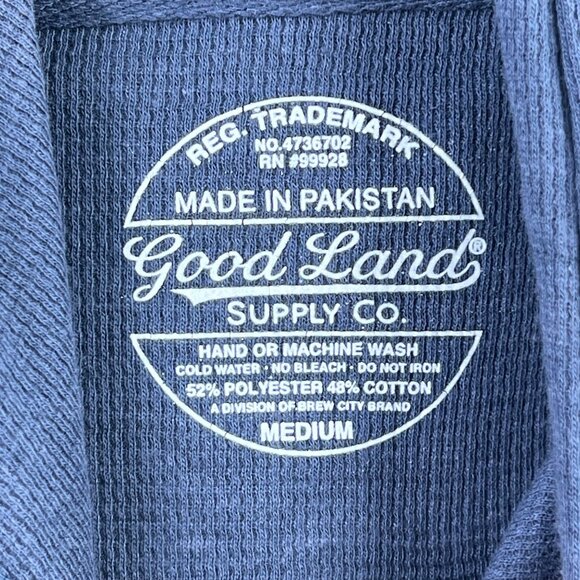 REG. TRADEMARK
NO.4736702
RN #99928
MADE IN PAKISTAN
Good Land®
SUPPLY CO.
HAND OR MACHINE WASH
COLD WATER · NO BLEACH · DO NOT IRON
52% POLYESTER 48% COTTON
A DIVISION OF BREW CITY BRAND
MEDIUM